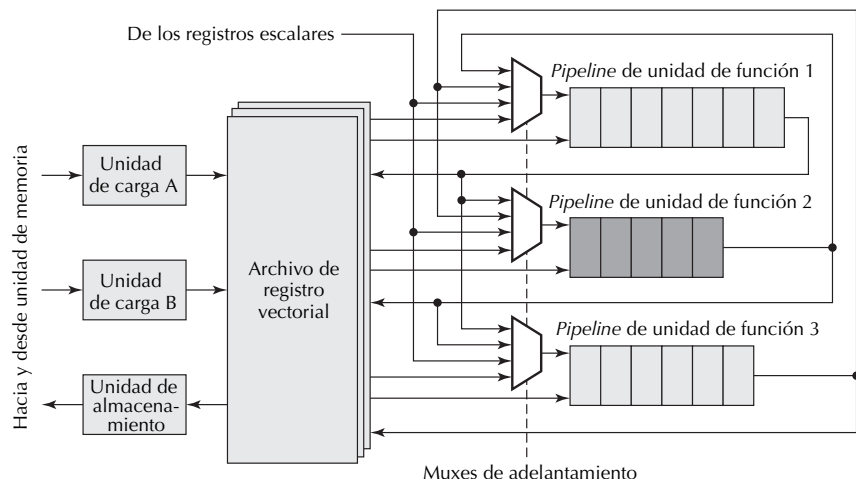 De los registros escalares
Pipeline de unidad de función 1
Unidad
de carga A
Pipeline de unidad de función 2
Unidad
de carga B
Archivo de
registro
vectorial
Pipeline de unidad de función 3
Unidad de
almacena-
miento
Hacia y desde unidad de memoria
Muxes de adelantamiento